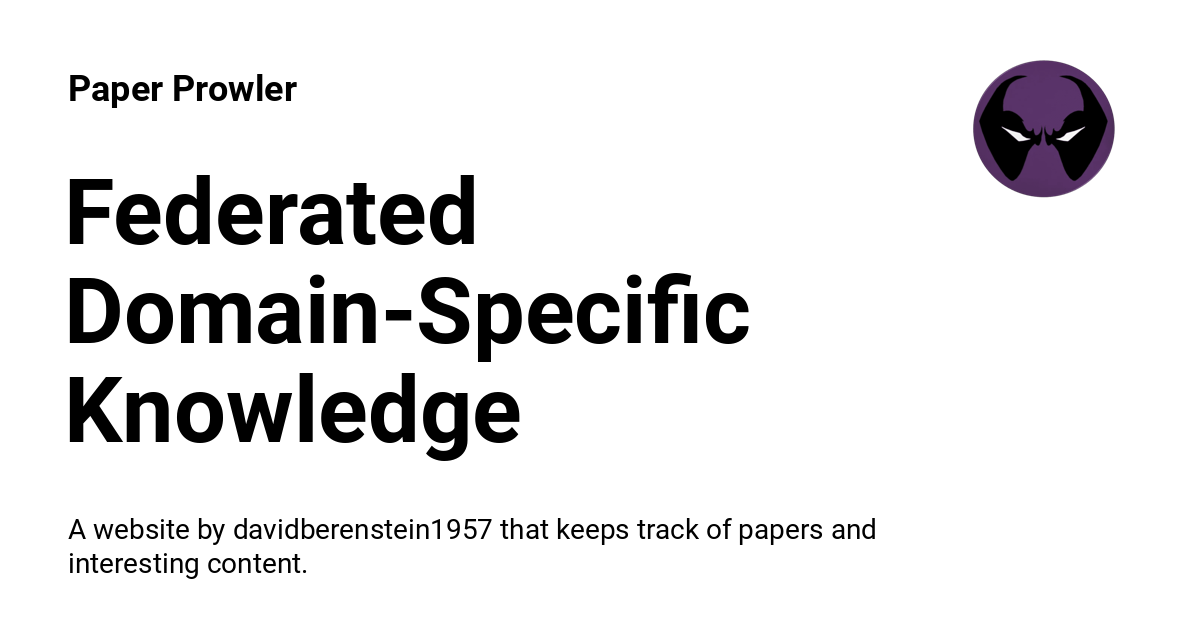 Paper Prowler
Federated
Domain-Specific
Knowledge
A website by davidberenstein1957 that keeps track of papers and
interesting content.